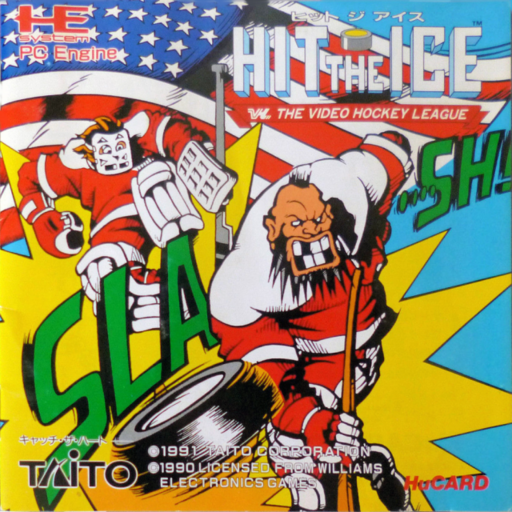 HE
SYSTEM
PC Engine
ヒット ジ アイス
HIT THE ICE™
VHL THE VIDEO HOCKEY LEAGUE
SLA
...SH!
キャッチ・ザ・ハート
TAITO
©1991 TAITO CORPORATION
©1990 LICENSED FROM WILLIAMS
ELECTRONICS GAMES
HuCARD